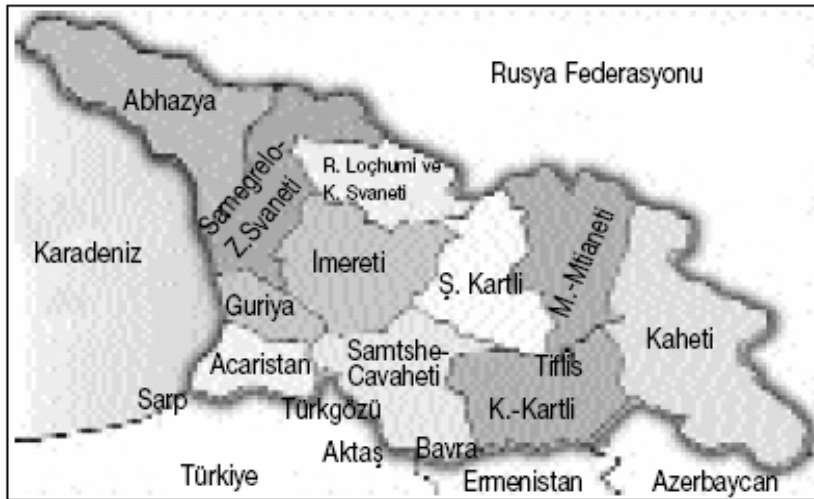 Rusya Federasyonu
Abhazya
R. Loçhumi ve
K. Svaneti
Samegrelo-
Z.Svaneti
Karadeniz
İmereti
Ş. Kartli
M.-Mtianeti
Guriya
Kaheti
Acaristan
Samtshe-
Cavaheti
Tiflis
Sarp
Türkgözü
K.-Kartli
Aktaş
Bavra
Türkiye
Ermenistan
Azerbaycan